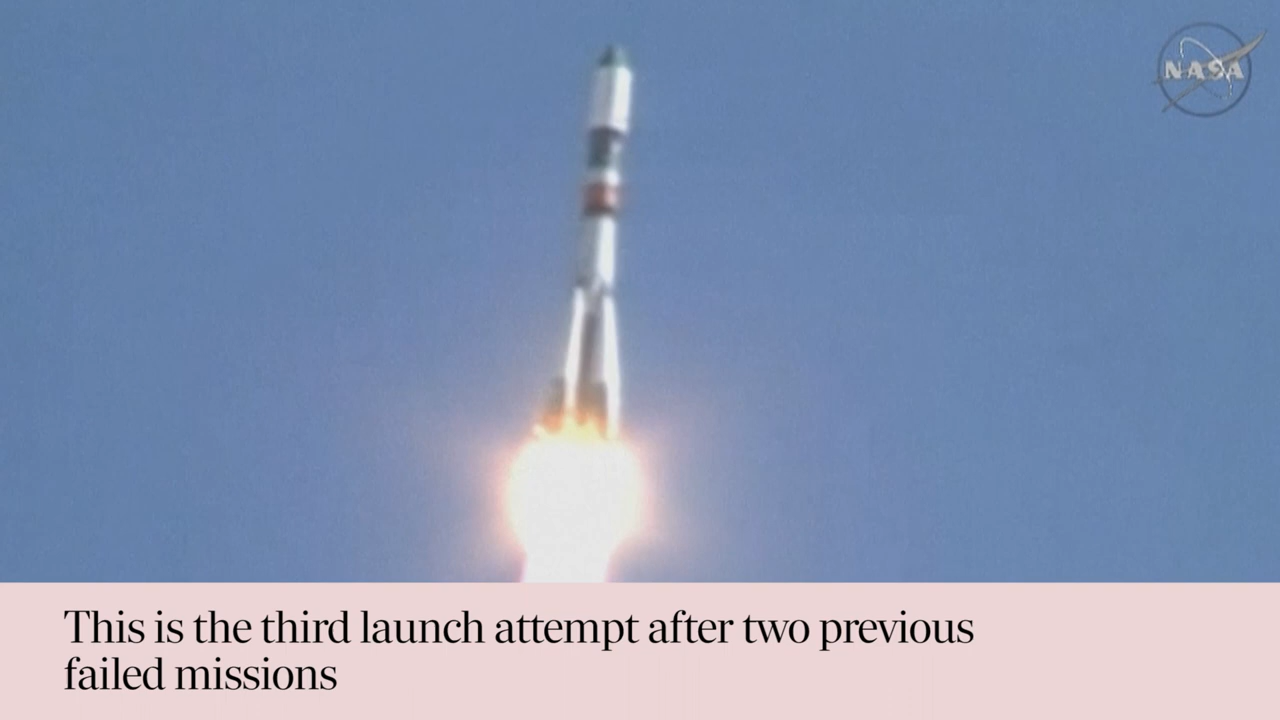 NASA
This is the third launch attempt after two previous
failed missions